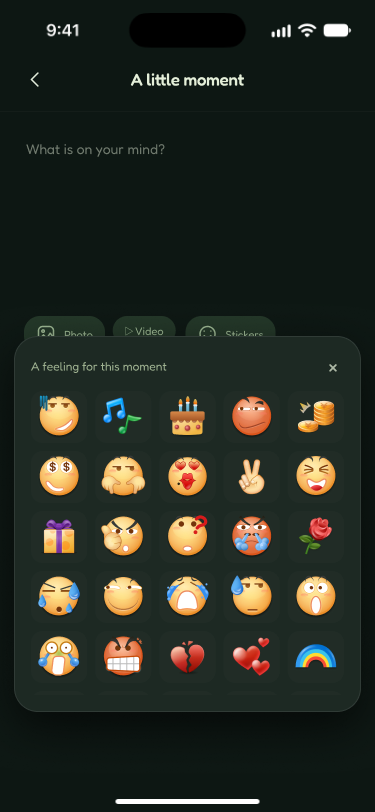 9:41
A little moment
What is on your mind?
Photo
Video
Stickers
A feeling for this moment